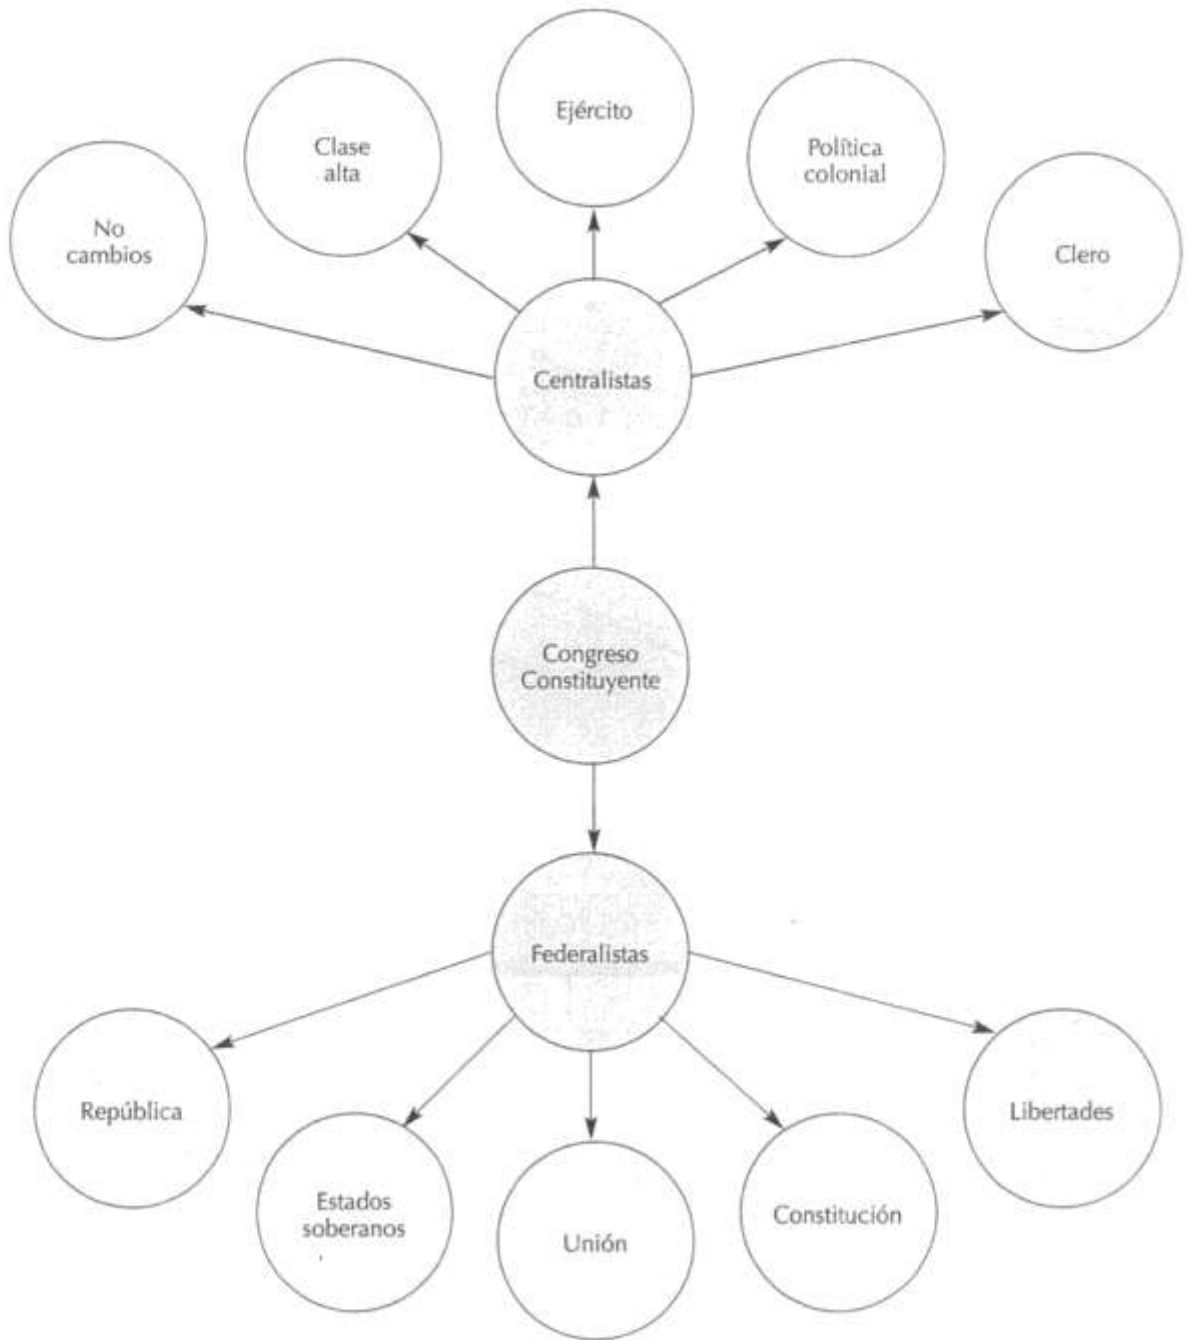 Ejército
Clase
alta
Política
colonial
No
cambios
Clero
Centralistas
Congreso
Constituyente
Federalistas
República
Libertades
Estados
soberanos
Unión
Constitución